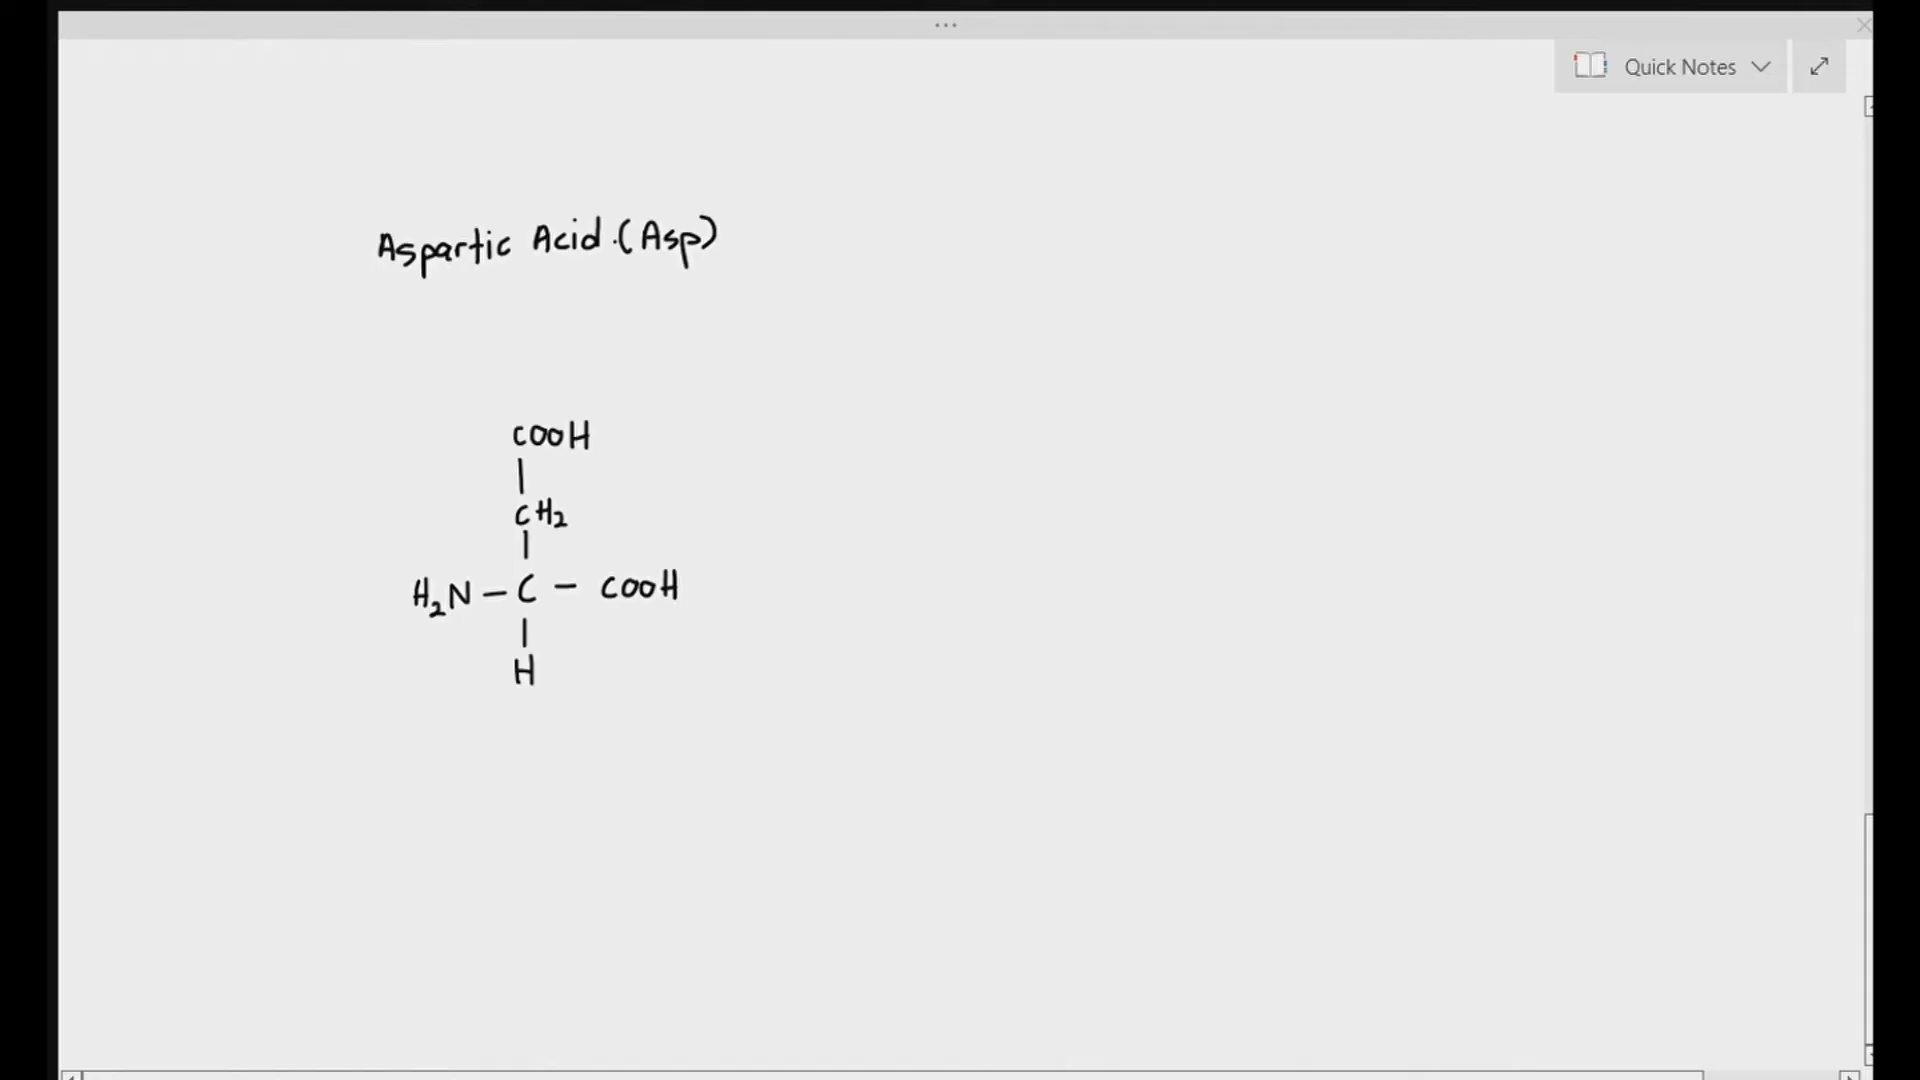 Quick Notes
Aspartic Acid.(Asp)
COOH
|
CH2
|
H2N – C – COOH
|
H